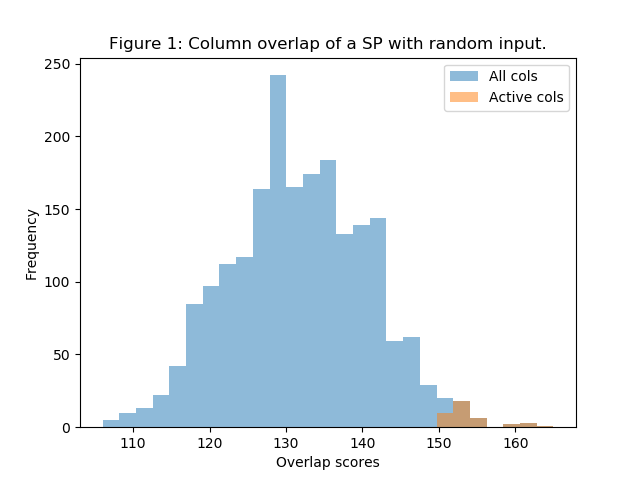 Figure 1: Column overlap of a SP with random input.
All cols
Active cols
250
200
150
100
50
0
Frequency
110 120 130 140 150 160
Overlap scores